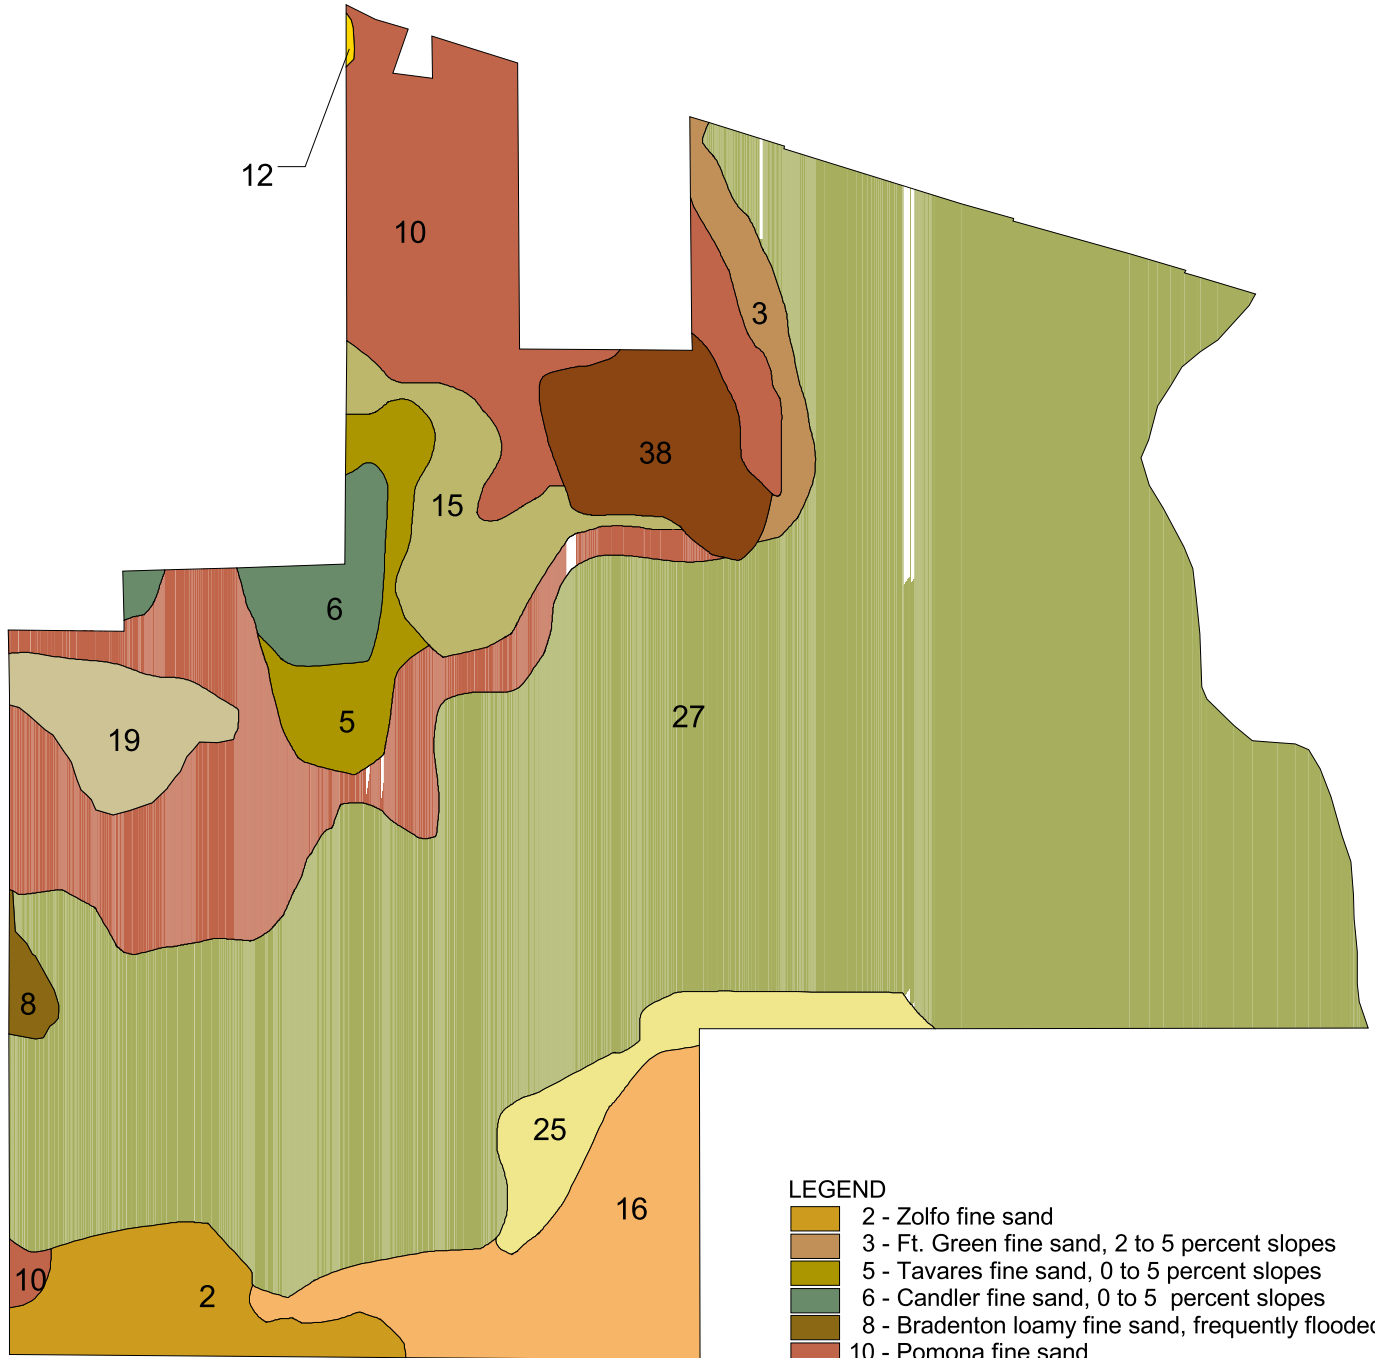 12
10
3
38
15
6
5
27
19
8
25
16
10
2
LEGEND
2 - Zolfo fine sand
3 - Ft. Green fine sand, 2 to 5 percent slopes
5 - Tavares fine sand, 0 to 5 percent slopes
6 - Candler fine sand, 0 to 5 percent slopes
8 - Bradenton loamy fine sand, frequently flooded
10 - Pomona fine sand